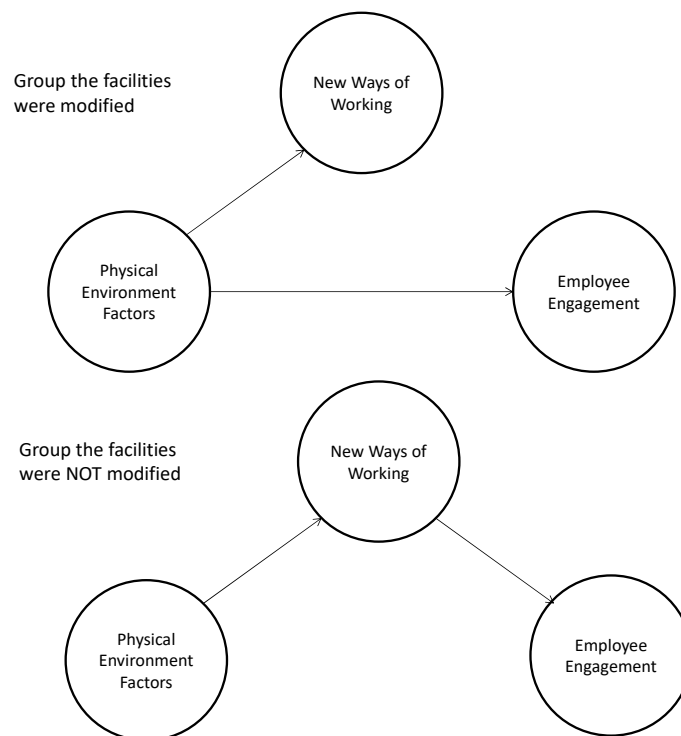 Group the facilities
were modified
New Ways of
Working
Physical
Environment
Factors
Employee
Engagement
Group the facilities
were NOT modified
New Ways of
Working
Physical
Environment
Factors
Employee
Engagement